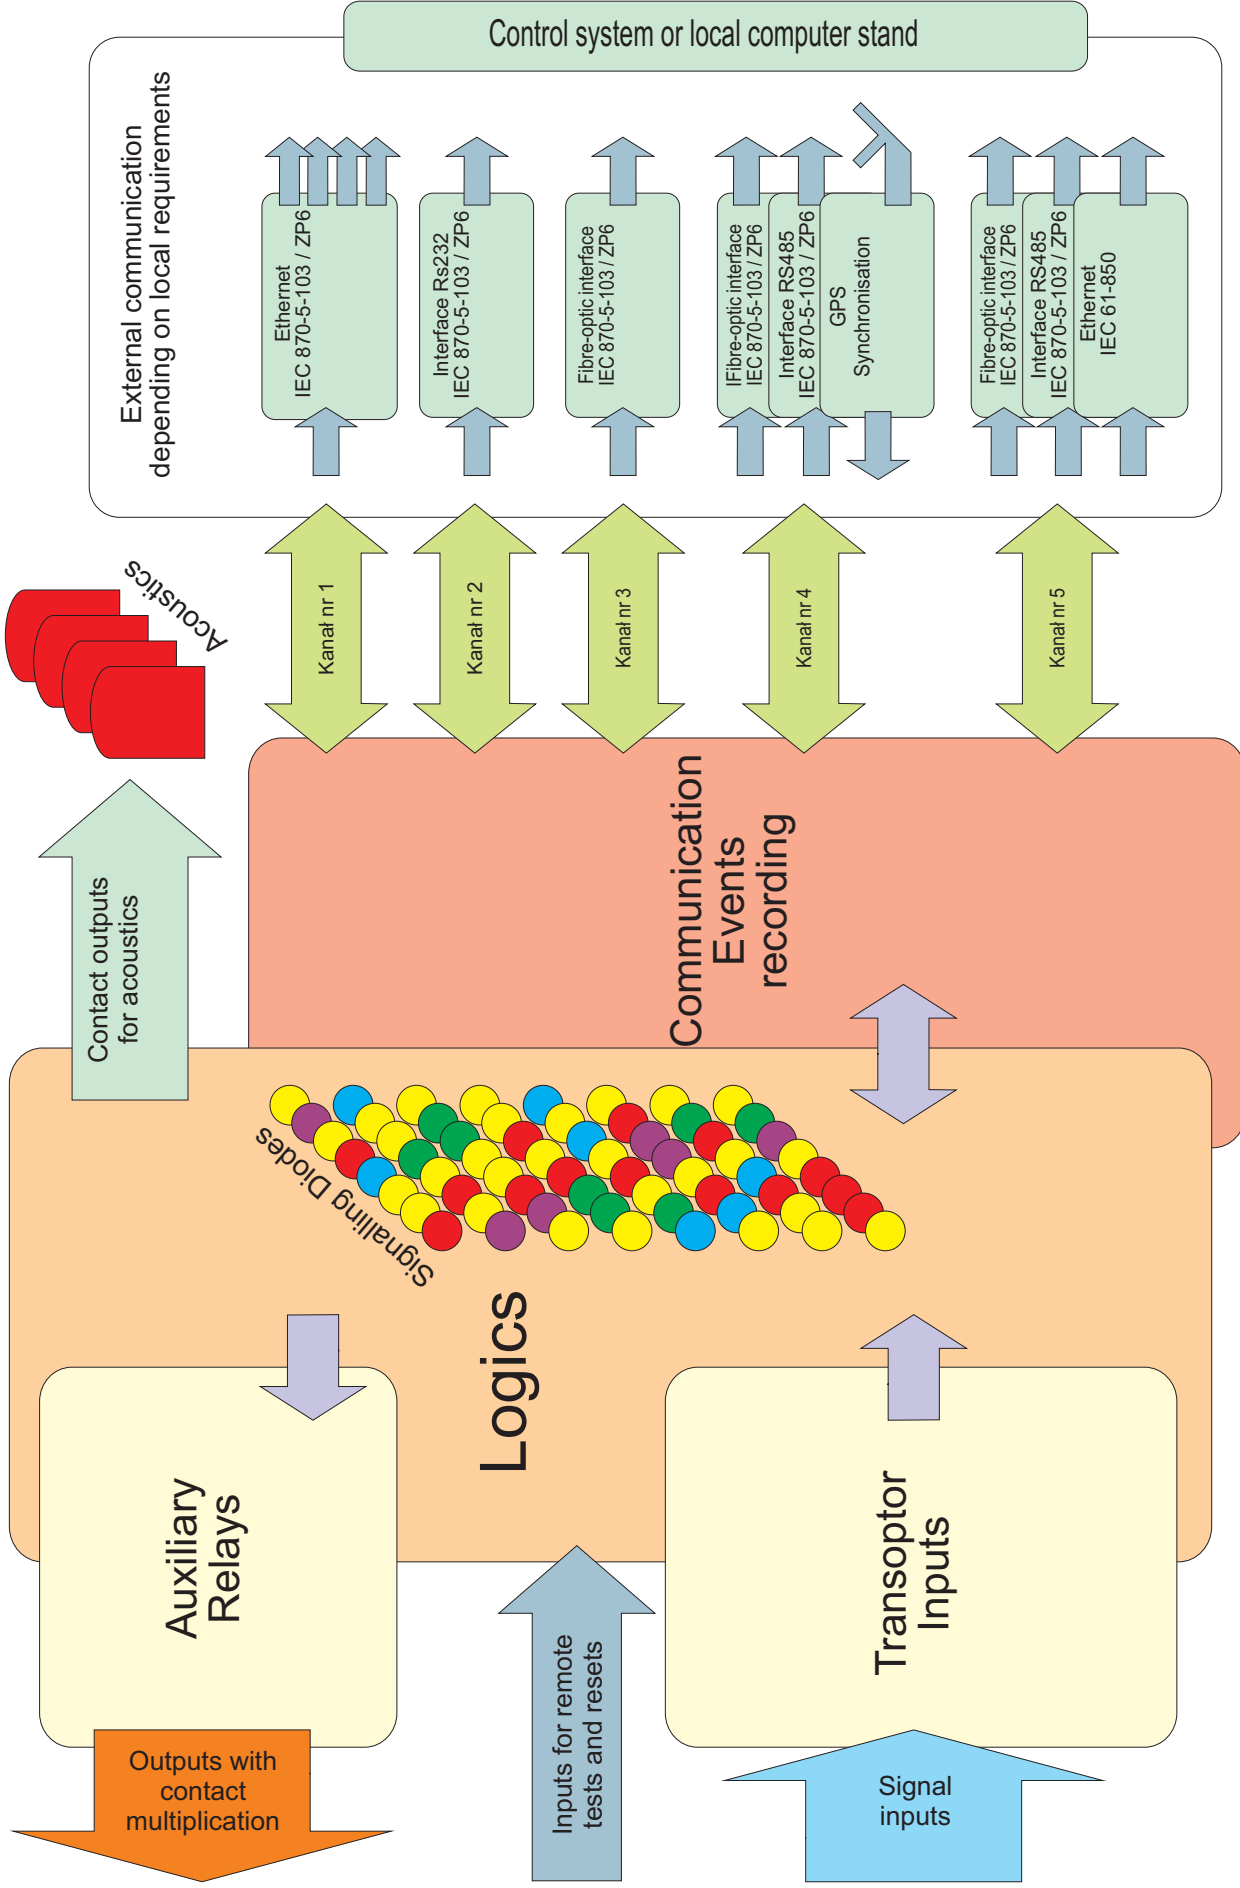 Control system or local computer stand
External communication
depending on local requirements
Ethernet
IEC 870-5-103 / ZP6
Interface Rs232
IEC 870-5-103 / ZP6
Fibre-optic interface
IEC 870-5-103 / ZP6
IFibre-optic interface
IEC 870-5-103 / ZP6
Interface RS485
IEC 870-5-103 / ZP6
GPS
Synchronisation
Fibre-optic interface
IEC 870-5-103 / ZP6
Interface RS485
IEC 870-5-103 / ZP6
Ethernet
IEC 61-850
Acoustics
Kanał nr 1
Kanał nr 2
Kanał nr 3
Kanał nr 4
Kanał nr 5
Contact outputs
for acoustics
Communication
Events
recording
Signalling Diodes
Logics
Auxiliary
Relays
Transoptor
Inputs
Outputs with
contact
multiplication
Inputs for remote
tests and resets
Signal
inputs